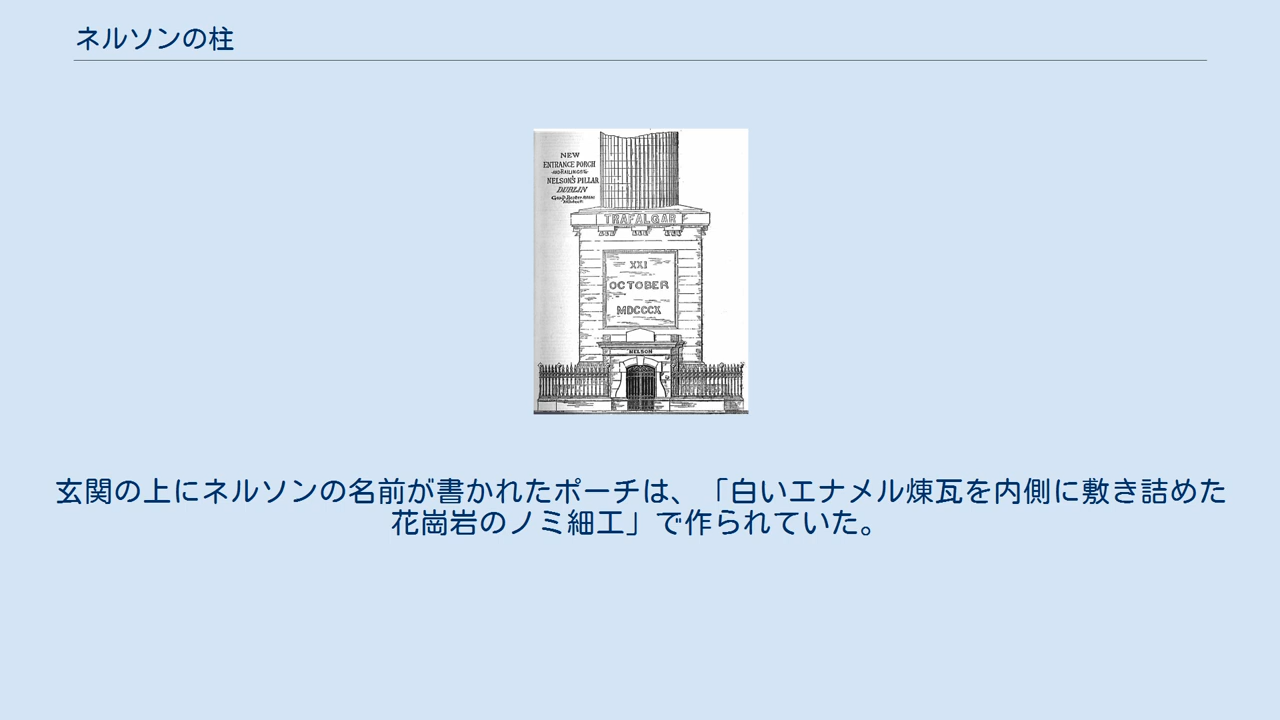 ネルソンの柱
NEW
ENTRANCE PORCH
AND RAILINGS TO
NELSON'S PILLAR
DUBLIN
TRAFALGAR
XXI
OCTOBER
MDCCCX
NELSON
玄関の上にネルソンの名前が書かれたポーチは、「白いエナメル煉瓦を内側に敷き詰めた
花崗岩のノミ細工」で作られていた。